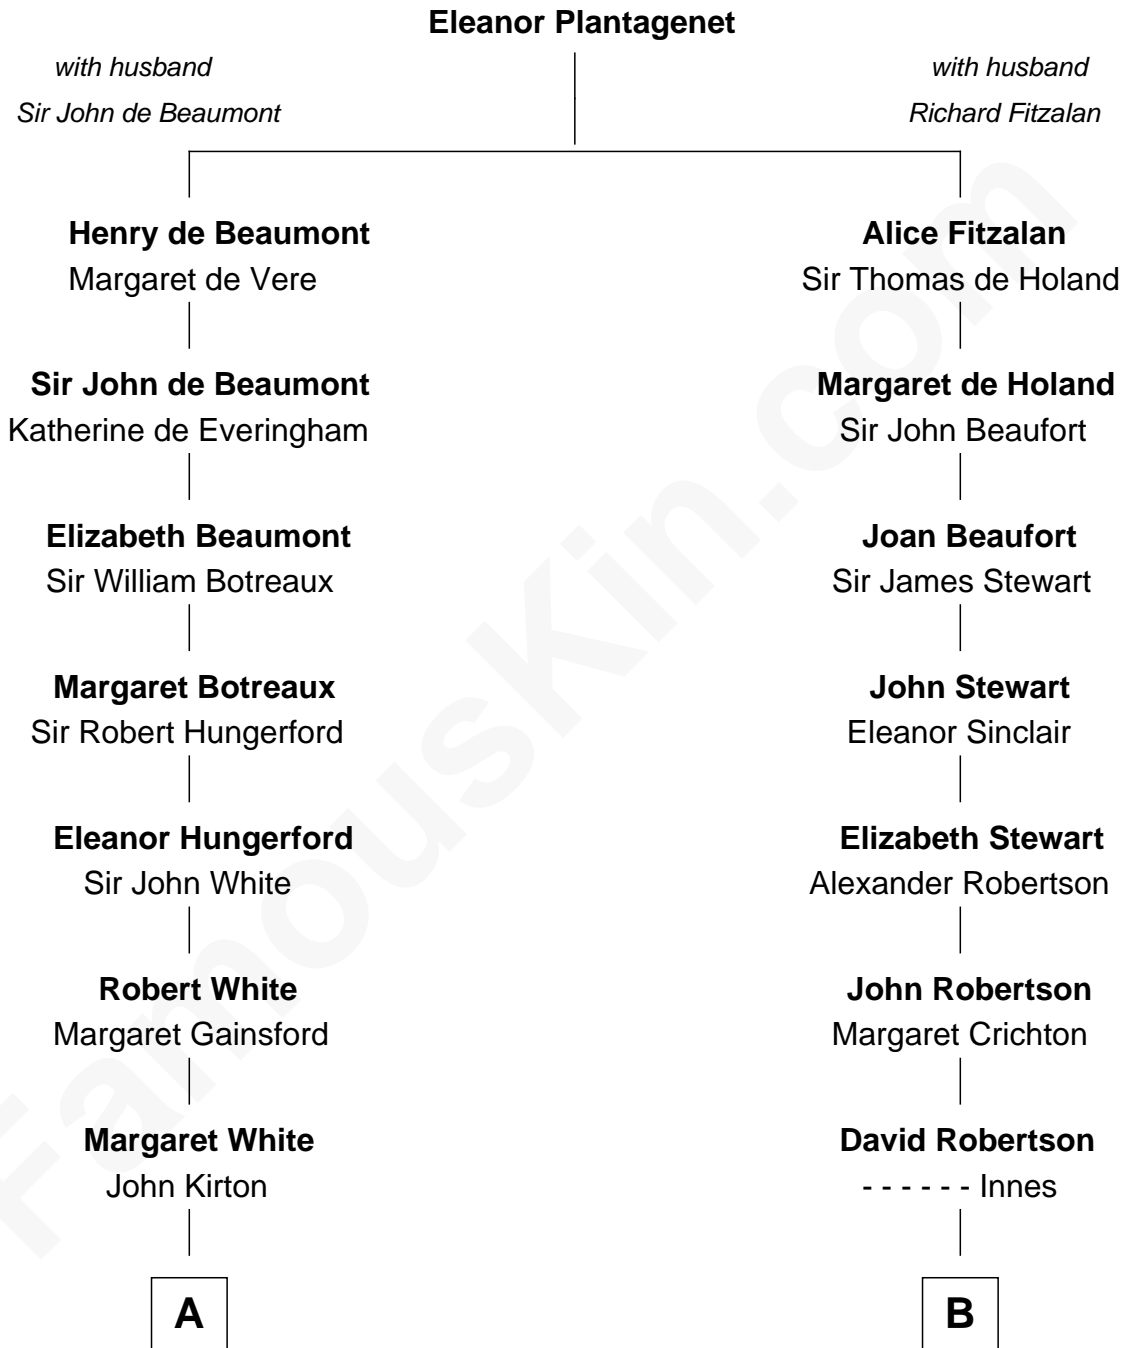 Eleanor Plantagenet
with husband
Sir John de Beaumont
with husband
Richard Fitzalan
Henry de Beaumont
Margaret de Vere
Alice Fitzalan
Sir Thomas de Holand
Sir John de Beaumont
Katherine de Everingham
Margaret de Holand
Sir John Beaufort
Elizabeth Beaumont
Sir William Botreaux
Joan Beaufort
Sir James Stewart
Margaret Botreaux
Sir Robert Hungerford
John Stewart
Eleanor Sinclair
Eleanor Hungerford
Sir John White
Elizabeth Stewart
Alexander Robertson
Robert White
Margaret Gainsford
John Robertson
Margaret Crichton
Margaret White
John Kirton
David Robertson
- - - - - - Innes
A
B
FamousKin.com